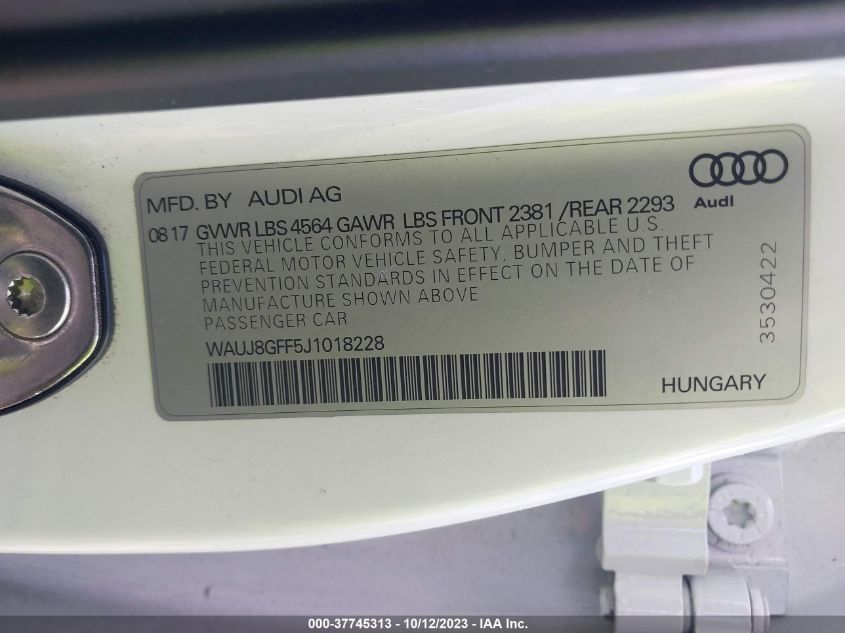 MFD. BY AUDI AG
Audi
08 17 GVWR LBS 4564 GAWR LBS FRONT 2381 / REAR 2293
THIS VEHICLE CONFORMS TO ALL APPLICABLE U.S.
FEDERAL MOTOR VEHICLE SAFETY, BUMPER AND THEFT
PREVENTION STANDARDS IN EFFECT ON THE DATE OF
MANUFACTURE SHOWN ABOVE
PASSENGER CAR
WAUJ8GFF5J1018228
HUNGARY
3530422
000-37745313 - 10/12/2023 - IAA Inc.